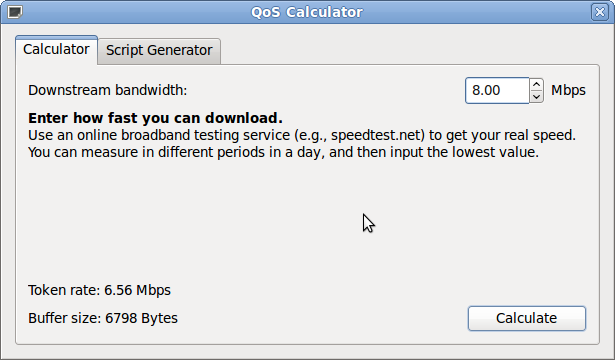 QoS Calculator
Calculator
Script Generator
Downstream bandwidth:
8.00
Mbps
Enter how fast you can download.
Use an online broadband testing service (e.g., speedtest.net) to get your real speed.
You can measure in different periods in a day, and then input the lowest value.
Token rate: 6.56 Mbps
Buffer size: 6798 Bytes
Calculate